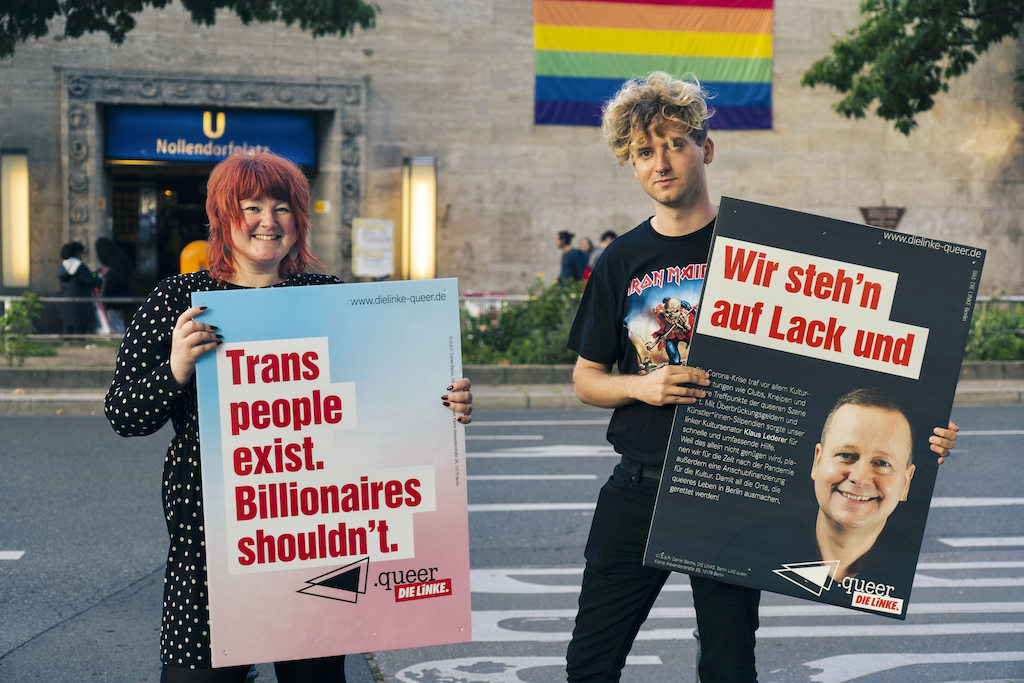 U
Nollendorfplatz
www.dielinke-queer.de
Trans
people
exist.
Billionaires
shouldn't.
.queer
DIE LINKE.
IRON MAIDEN
www.dielinke-queer.de
Wir steh'n
auf Lack und
Corona-Krise traf vor allem Kultur-
wie Clubs, Kneipen und
Treffpunkte der queeren Szene
Mit Überbrückungsgeldern und
Künstler*innen-Stipendien sorgte unser
linker Kultursenator Klaus Lederer für
schnelle und umfassende Hilfe.
Weil das allein nicht genügen wird, pla-
nen wir für die Zeit nach der Pandemie
außerdem eine Anschubfinanzierung
für die Kultur. Damit all die Orte, die
queeres Leben in Berlin ausmachen,
gerettet werden!
.queer
DIE LINKE.